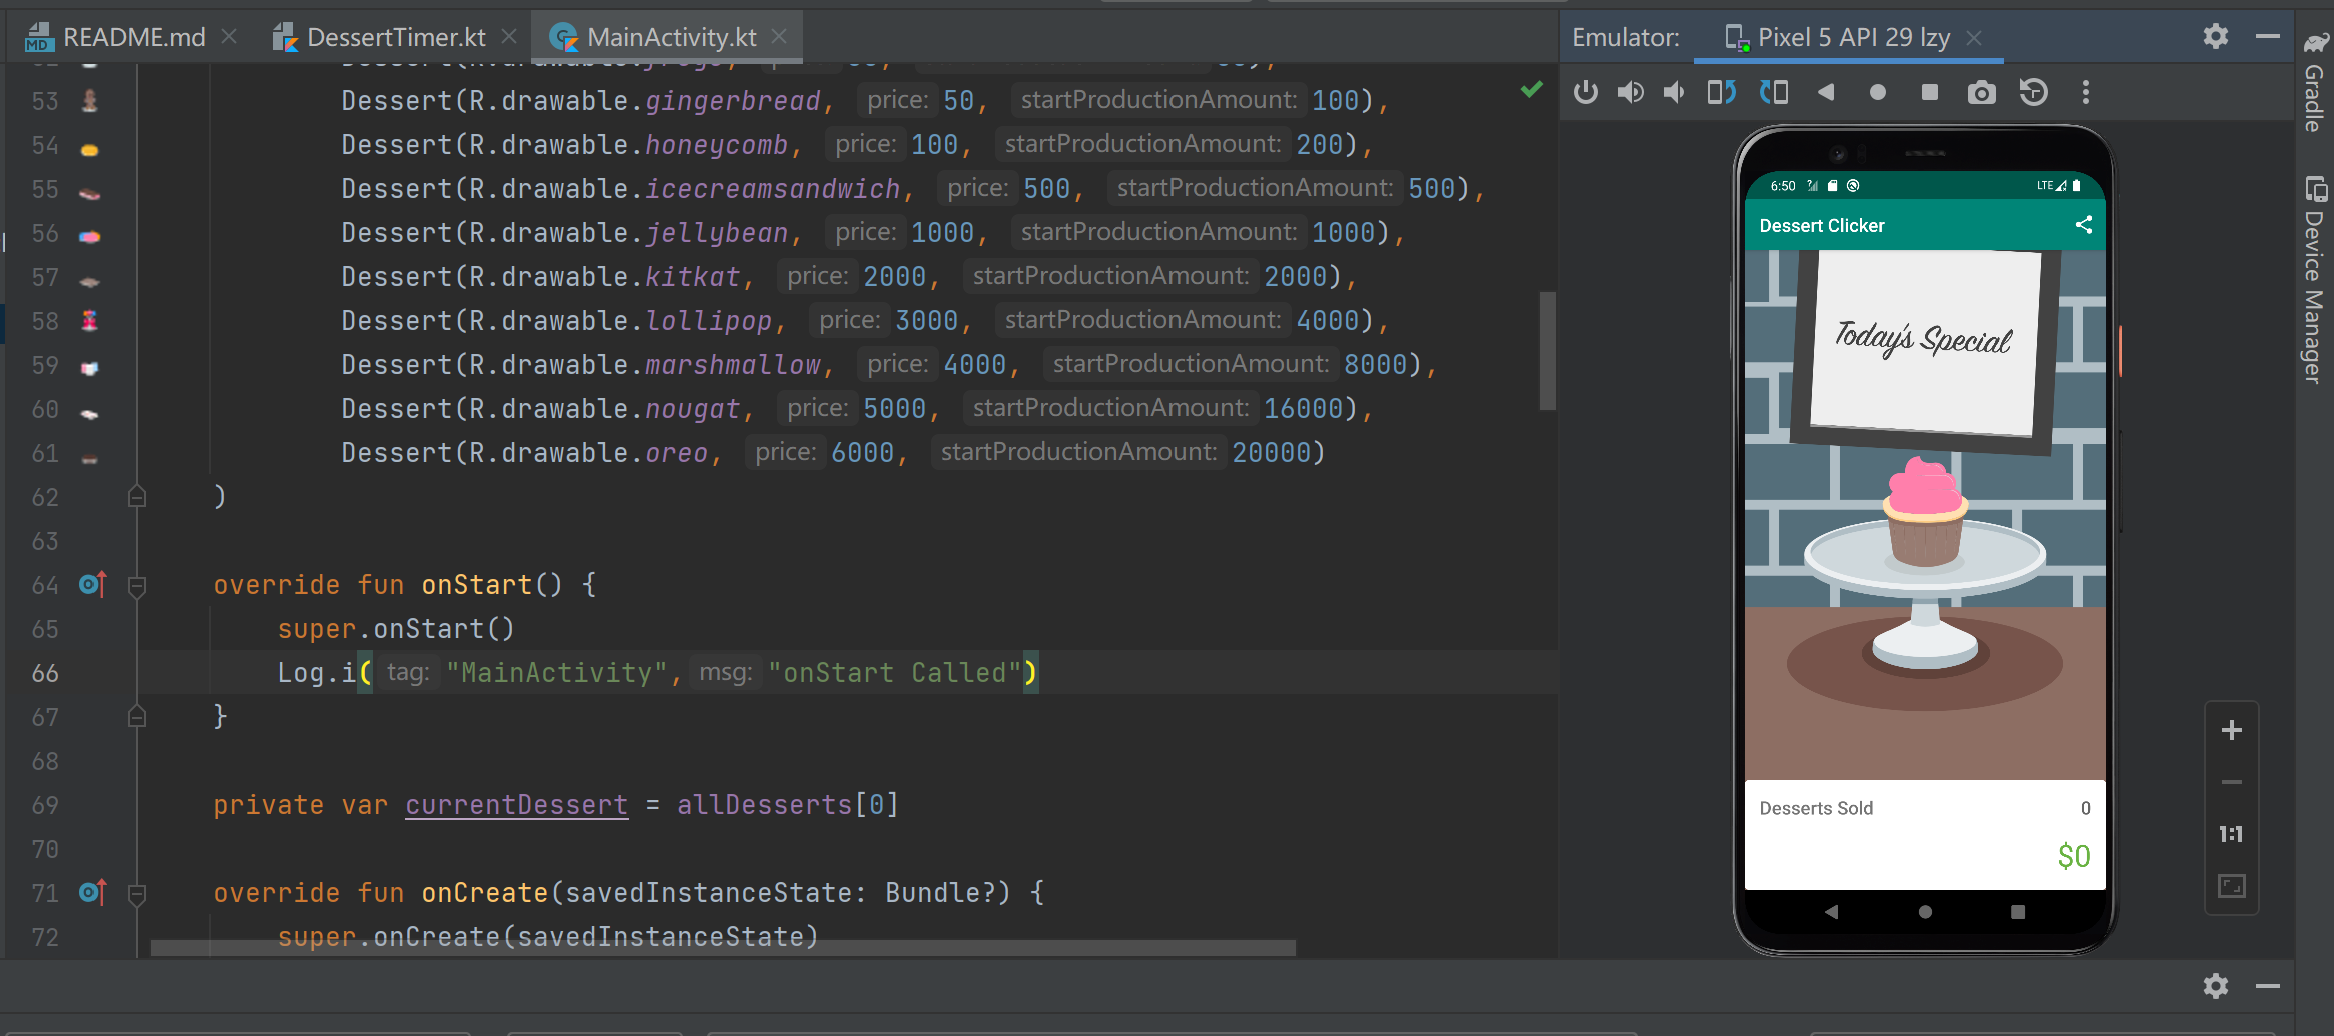 README.md
DessertTimer.kt
MainActivity.kt
Emulator: Pixel 5 API 29 lzy
53 Dessert(R.drawable.gingerbread, price: 50, startProductionAmount: 100),
54 Dessert(R.drawable.honeycomb, price: 100, startProductionAmount: 200),
55 Dessert(R.drawable.icecreamsandwich, price: 500, startProductionAmount: 500),
56 Dessert(R.drawable.jellybean, price: 1000, startProductionAmount: 1000),
57 Dessert(R.drawable.kitkat, price: 2000, startProductionAmount: 2000),
58 Dessert(R.drawable.lollipop, price: 3000, startProductionAmount: 4000),
59 Dessert(R.drawable.marshmallow, price: 4000, startProductionAmount: 8000),
60 Dessert(R.drawable.nougat, price: 5000, startProductionAmount: 16000),
61 Dessert(R.drawable.oreo, price: 6000, startProductionAmount: 20000)
62 )
63
64 override fun onStart() {
65 super.onStart()
66 Log.i( tag: "MainActivity", msg: "onStart Called")
67 }
68
69 private var currentDessert = allDesserts[0]
70
71 override fun onCreate(savedInstanceState: Bundle?) {
72 super.onCreate(savedInstanceState)
6:50
LTE
Dessert Clicker
Today's Special
Desserts Sold 0
$0
1:1
Gradle
Device Manager